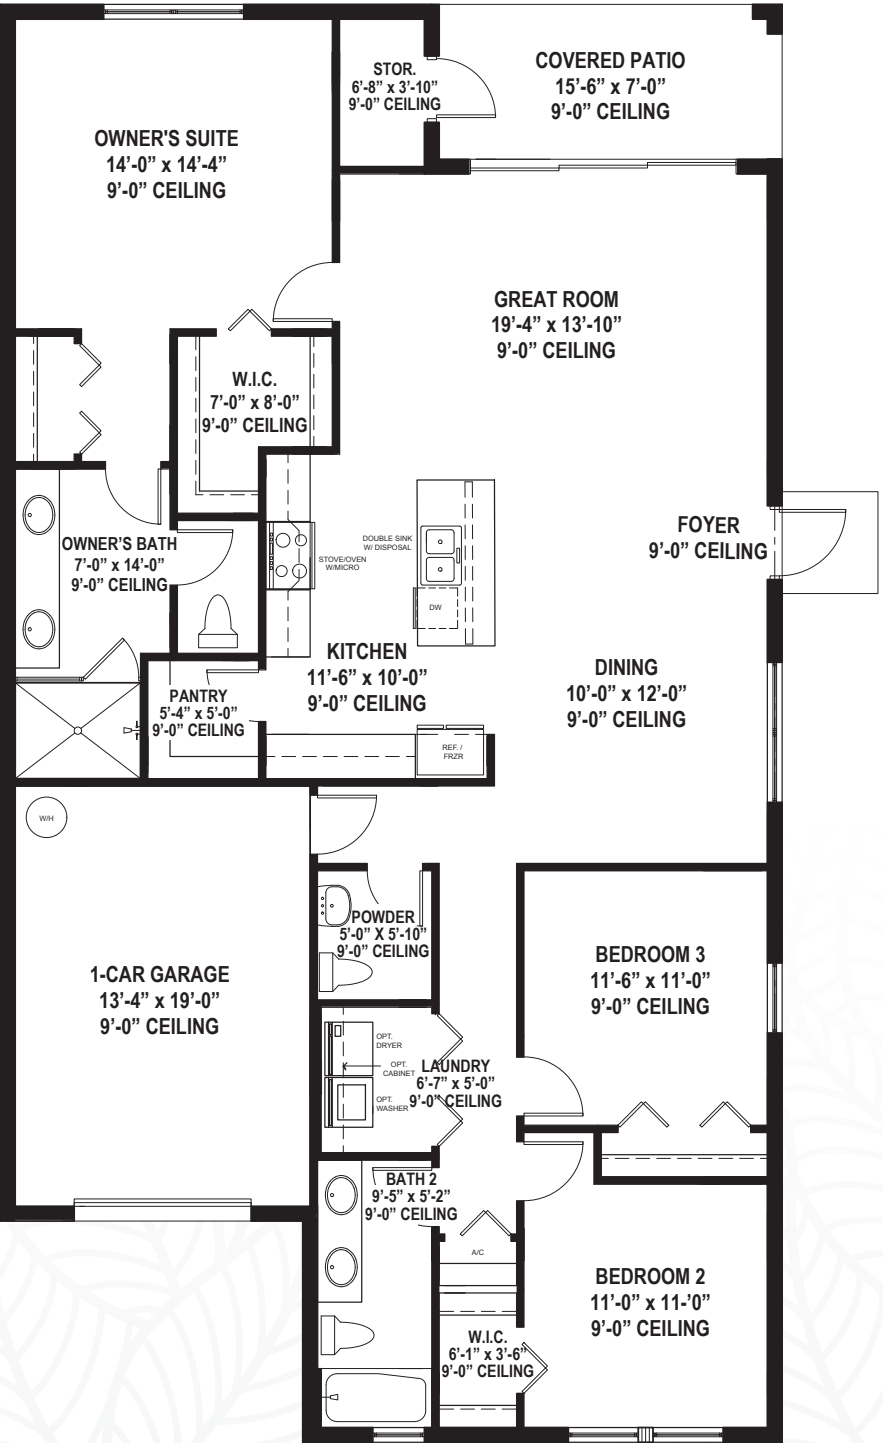 STOR.
6'-8” x 3'-10”
9'-0” CEILING
COVERED PATIO
15'-6” x 7'-0”
9'-0” CEILING
OWNER'S SUITE
14'-0” x 14'-4”
9'-0” CEILING
GREAT ROOM
19'-4” x 13'-10”
9'-0” CEILING
W.I.C.
7'-0” x 8'-0”
9'-0” CEILING
OWNER'S BATH
7'-0” x 14'-0”
9'-0” CEILING
STOVE/OVEN
W/MICRO
DOUBLE SINK
W/ DISPOSAL
DW
FOYER
9'-0” CEILING
KITCHEN
11'-6” x 10'-0”
9'-0” CEILING
DINING
10'-0” x 12'-0”
9'-0” CEILING
PANTRY
5'-4” x 5'-0”
9'-0” CEILING
REF. /
FRZR
W/H
POWDER
5'-0” X 5'-10”
9'-0” CEILING
1-CAR GARAGE
13'-4” x 19'-0”
9'-0” CEILING
BEDROOM 3
11'-6” x 11'-0”
9'-0” CEILING
OPT.
DRYER
OPT.
CABINET
OPT.
WASHER
LAUNDRY
6'-7” x 5'-0”
9'-0” CEILING
BATH 2
9'-5” x 5'-2”
9'-0” CEILING
A/C
BEDROOM 2
11'-0” x 11-'0”
9'-0” CEILING
W.I.C.
6'-1” x 3'-6”
9'-0” CEILING